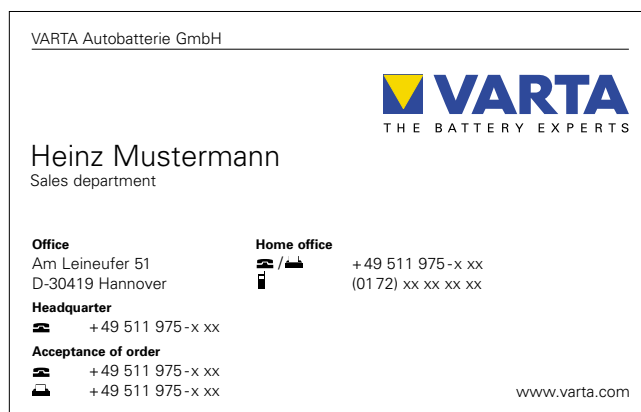 VARTA Autobatterie GmbH
VARTA
THE BATTERY EXPERTS
Heinz Mustermann
Sales department
Office
Am Leineufer 51
D-30419 Hannover
Headquarter
+49 511 975-x xx
Acceptance of order
+49 511 975-x xx
+49 511 975-x xx
Home office
/ +49 511 975-x xx
(01 72) xx xx xx xx
www.varta.com